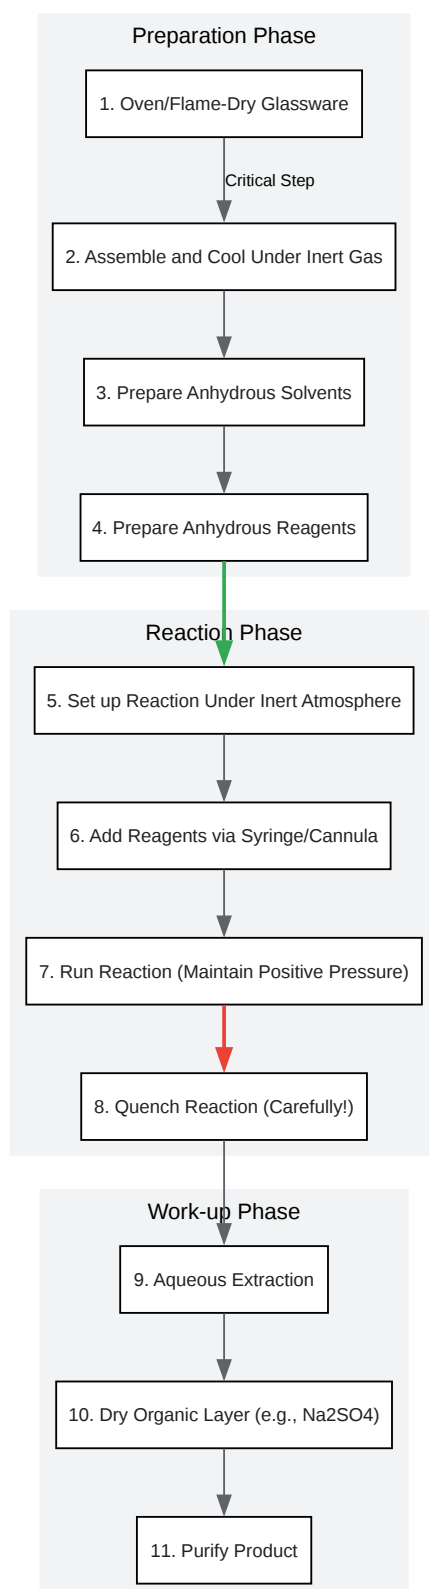 Preparation Phase
1. Oven/Flame-Dry Glassware
Critical Step
2. Assemble and Cool Under Inert Gas
3. Prepare Anhydrous Solvents
4. Prepare Anhydrous Reagents
Reaction Phase
5. Set up Reaction Under Inert Atmosphere
6. Add Reagents via Syringe/Cannula
7. Run Reaction (Maintain Positive Pressure)
8. Quench Reaction (Carefully!)
Work-up Phase
9. Aqueous Extraction
10. Dry Organic Layer (e.g., Na2SO4)
11. Purify Product